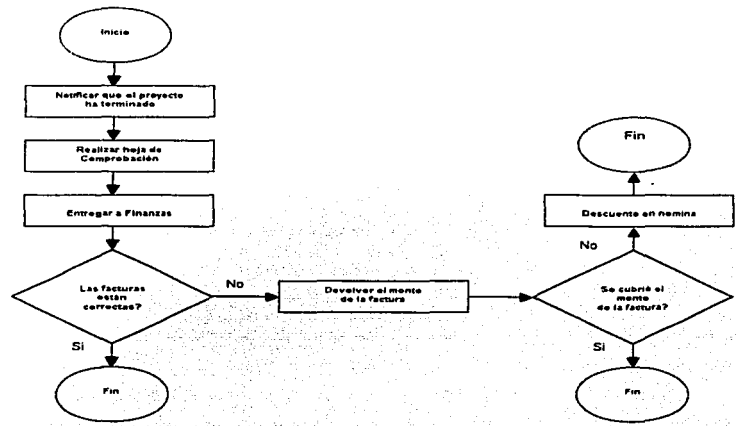 Inicio
Notificar que el proyecto
ha terminado
Realizar hoja de
Comprobación
Entregar a Finanzas
Las facturas
están
correctas?
No
Si
Fin
Devolver el monto
de la factura
Se cubrió el
monto
de la factura?
No
Descuento en nomina
Fin
Si
Fin